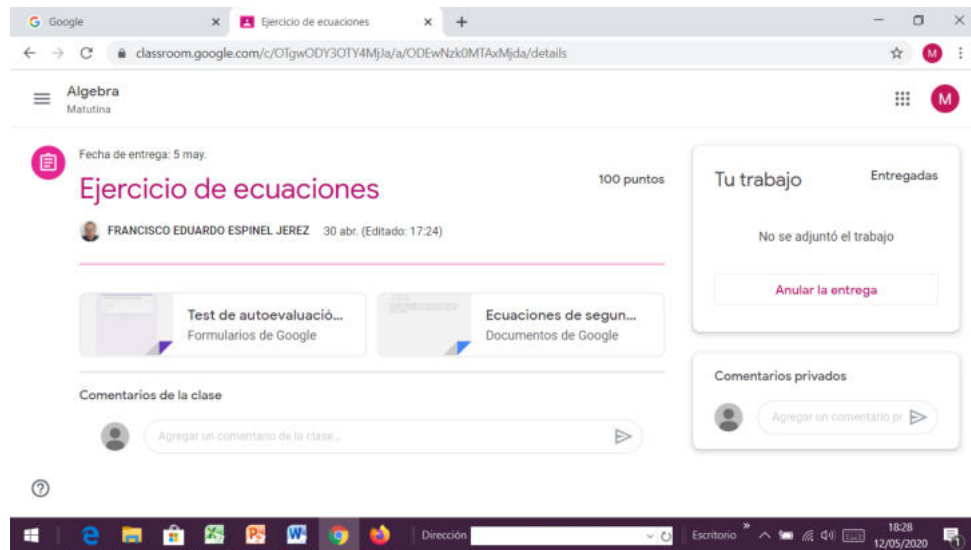 Google
Ejercicio de ecuaciones
classroom.google.com/c/OTgwODY3OTY4MjJa/a/ODEwNzk0MTAxMjda/details
M
Algebra
Matutina
M
Fecha de entrega: 5 may.
Ejercicio de ecuaciones
100 puntos
FRANCISCO EDUARDO ESPINEL JEREZ 30 abr. (Editado: 17:24)
Test de autoevaluació...
Formularios de Google
Ecuaciones de segun...
Documentos de Google
Comentarios de la clase
Agregar un comentario de la clase...
Tu trabajo
Entregadas
No se adjuntó el trabajo
Anular la entrega
Comentarios privados
Agregar un comentario pr
Dirección
Escritorio
18:28
12/05/2020